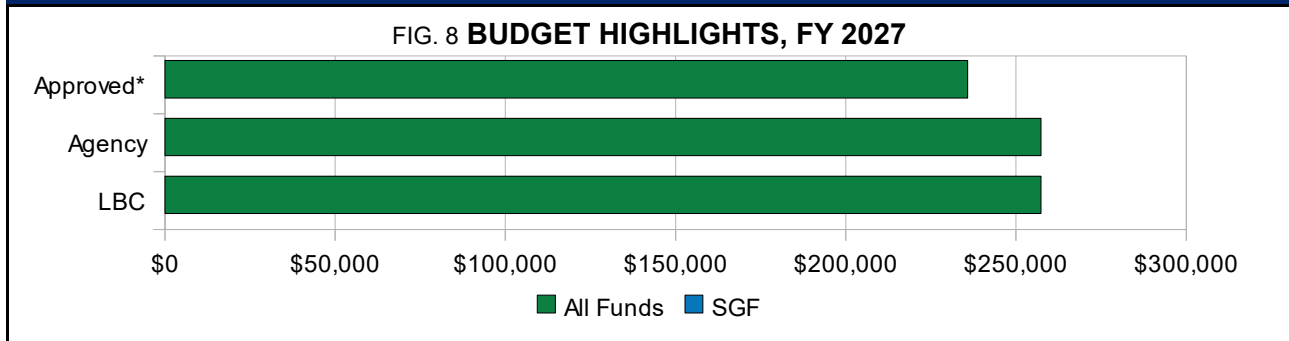 FIG. 8 BUDGET HIGHLIGHTS, FY 2027
Approved*
Agency
LBC
$0 $50,000 $100,000 $150,000 $200,000 $250,000 $300,000
All Funds SGF